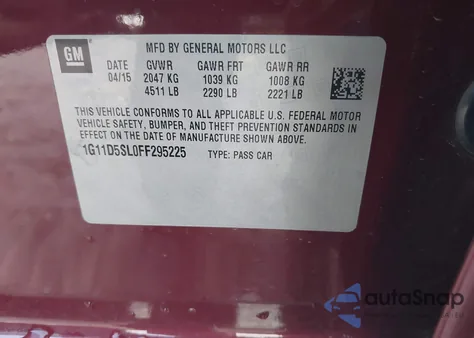 GM
MFD BY GENERAL MOTORS LLC
DATE GVWR GAWR FRT GAWR RR
04/15 2047 KG 1039 KG 1008 KG
4511 LB 2290 LB 2221 LB
THIS VEHICLE CONFORMS TO ALL APPLICABLE U.S. FEDERAL MOTOR
VEHICLE SAFETY, BUMPER, AND THEFT PREVENTION STANDARDS IN
EFFECT ON THE DATE OF MANUFACTURE SHOWN ABOVE.
1G11D5SL0FF295225 TYPE: PASS CAR
autoSnap